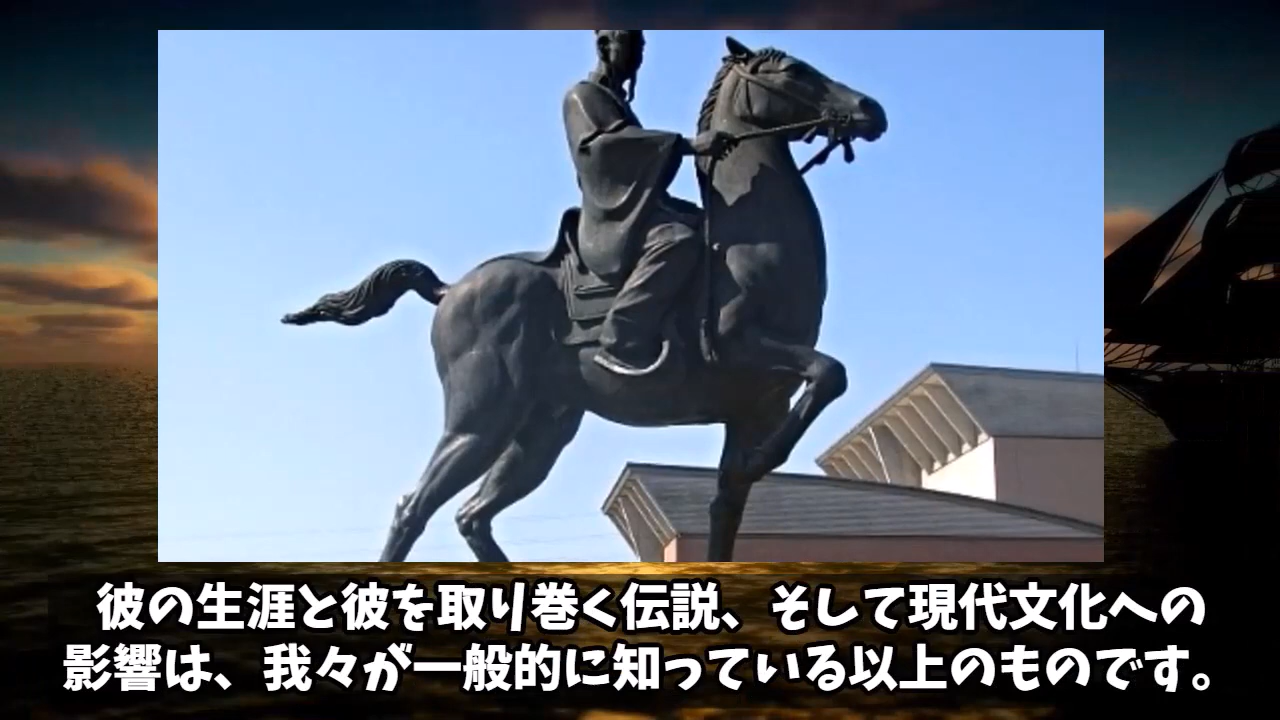 彼の生涯と彼を取り巻く伝説、そして現代文化への
影響は、我々が一般的に知っている以上のものです。